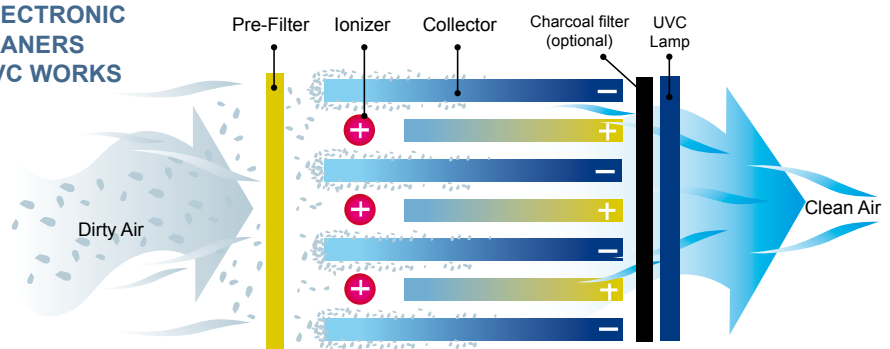 ECTRONIC
ANERS
VC WORKS
Pre-Filter
Ionizer
Collector
Charcoal filter
(optional)
UVC
Lamp
−
+
+
−
+
+
−
+
+
−
Dirty Air
Clean Air